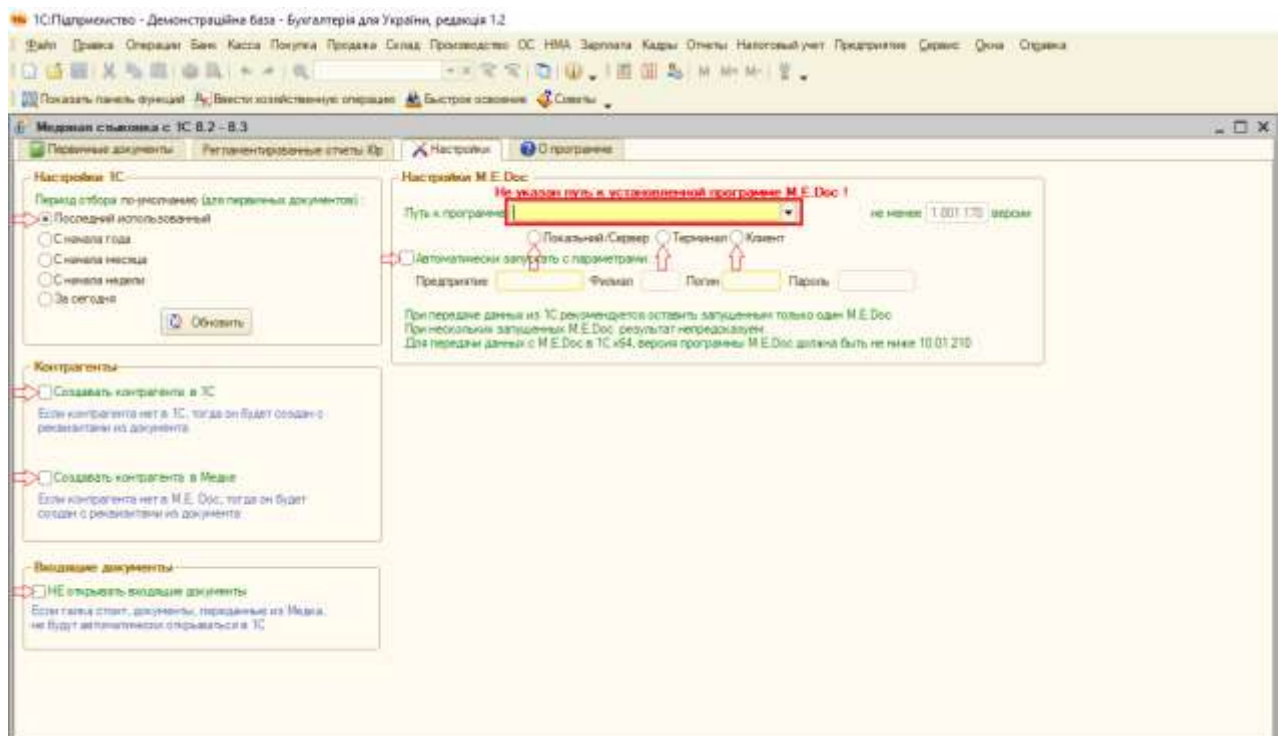 1С:Підприємство - Демонстраційна база - Бухгалтерія для України, редакція 1.2
Файл Правка Операции Банк Касса Покупка Продажа Склад Производство ОС НМА Зарплата Кадры Отчеты Налоговый учет Предприятие Сервис Окна Справка
M M+ M-
Показать панель функций Ввести хозяйственную операцию Быстрое освоение Советы
Медовая стыковка с 1С 8.2 - 8.3
Первичные документы Регламентированные отчеты Юр Настройки О программе
Настройки 1С
Период отбора по-умолчанию (для первичных документов) :
Последний использованный
С начала года
С начала месяца
С начала недели
За сегодня
Обновить
Настройки M.E.Doc
Не указан путь к установленной программе M.E.Doc !
Путь к программе не менее 1.001.170 версии
Локальний/Сервер Терминал Клиент
Автоматически запускать с параметрами
Предприятие Филиал Логин Пароль
При передаче данных из 1С рекомендуется оставить запущенным только один M.E.Doc
При нескольких запущенных M.E.Doc результат непредсказуем
Для передачи данных с M.E.Doc в 1С x64, версия программы M.E.Doc должна быть не ниже 10.01.210
Контрагенты
Создавать контрагента в 1С
Если контрагента нет в 1С, тогда он будет создан с
реквизитами из документа
Создавать контрагента в Медке
Если контрагента нет в M.E. Doc, тогда он будет
создан с реквизитами из документа
Входящие документы
НЕ открывать входящие документы
Если галка стоит, документы, переданные из Медка,
не будут автоматически открываться в 1С